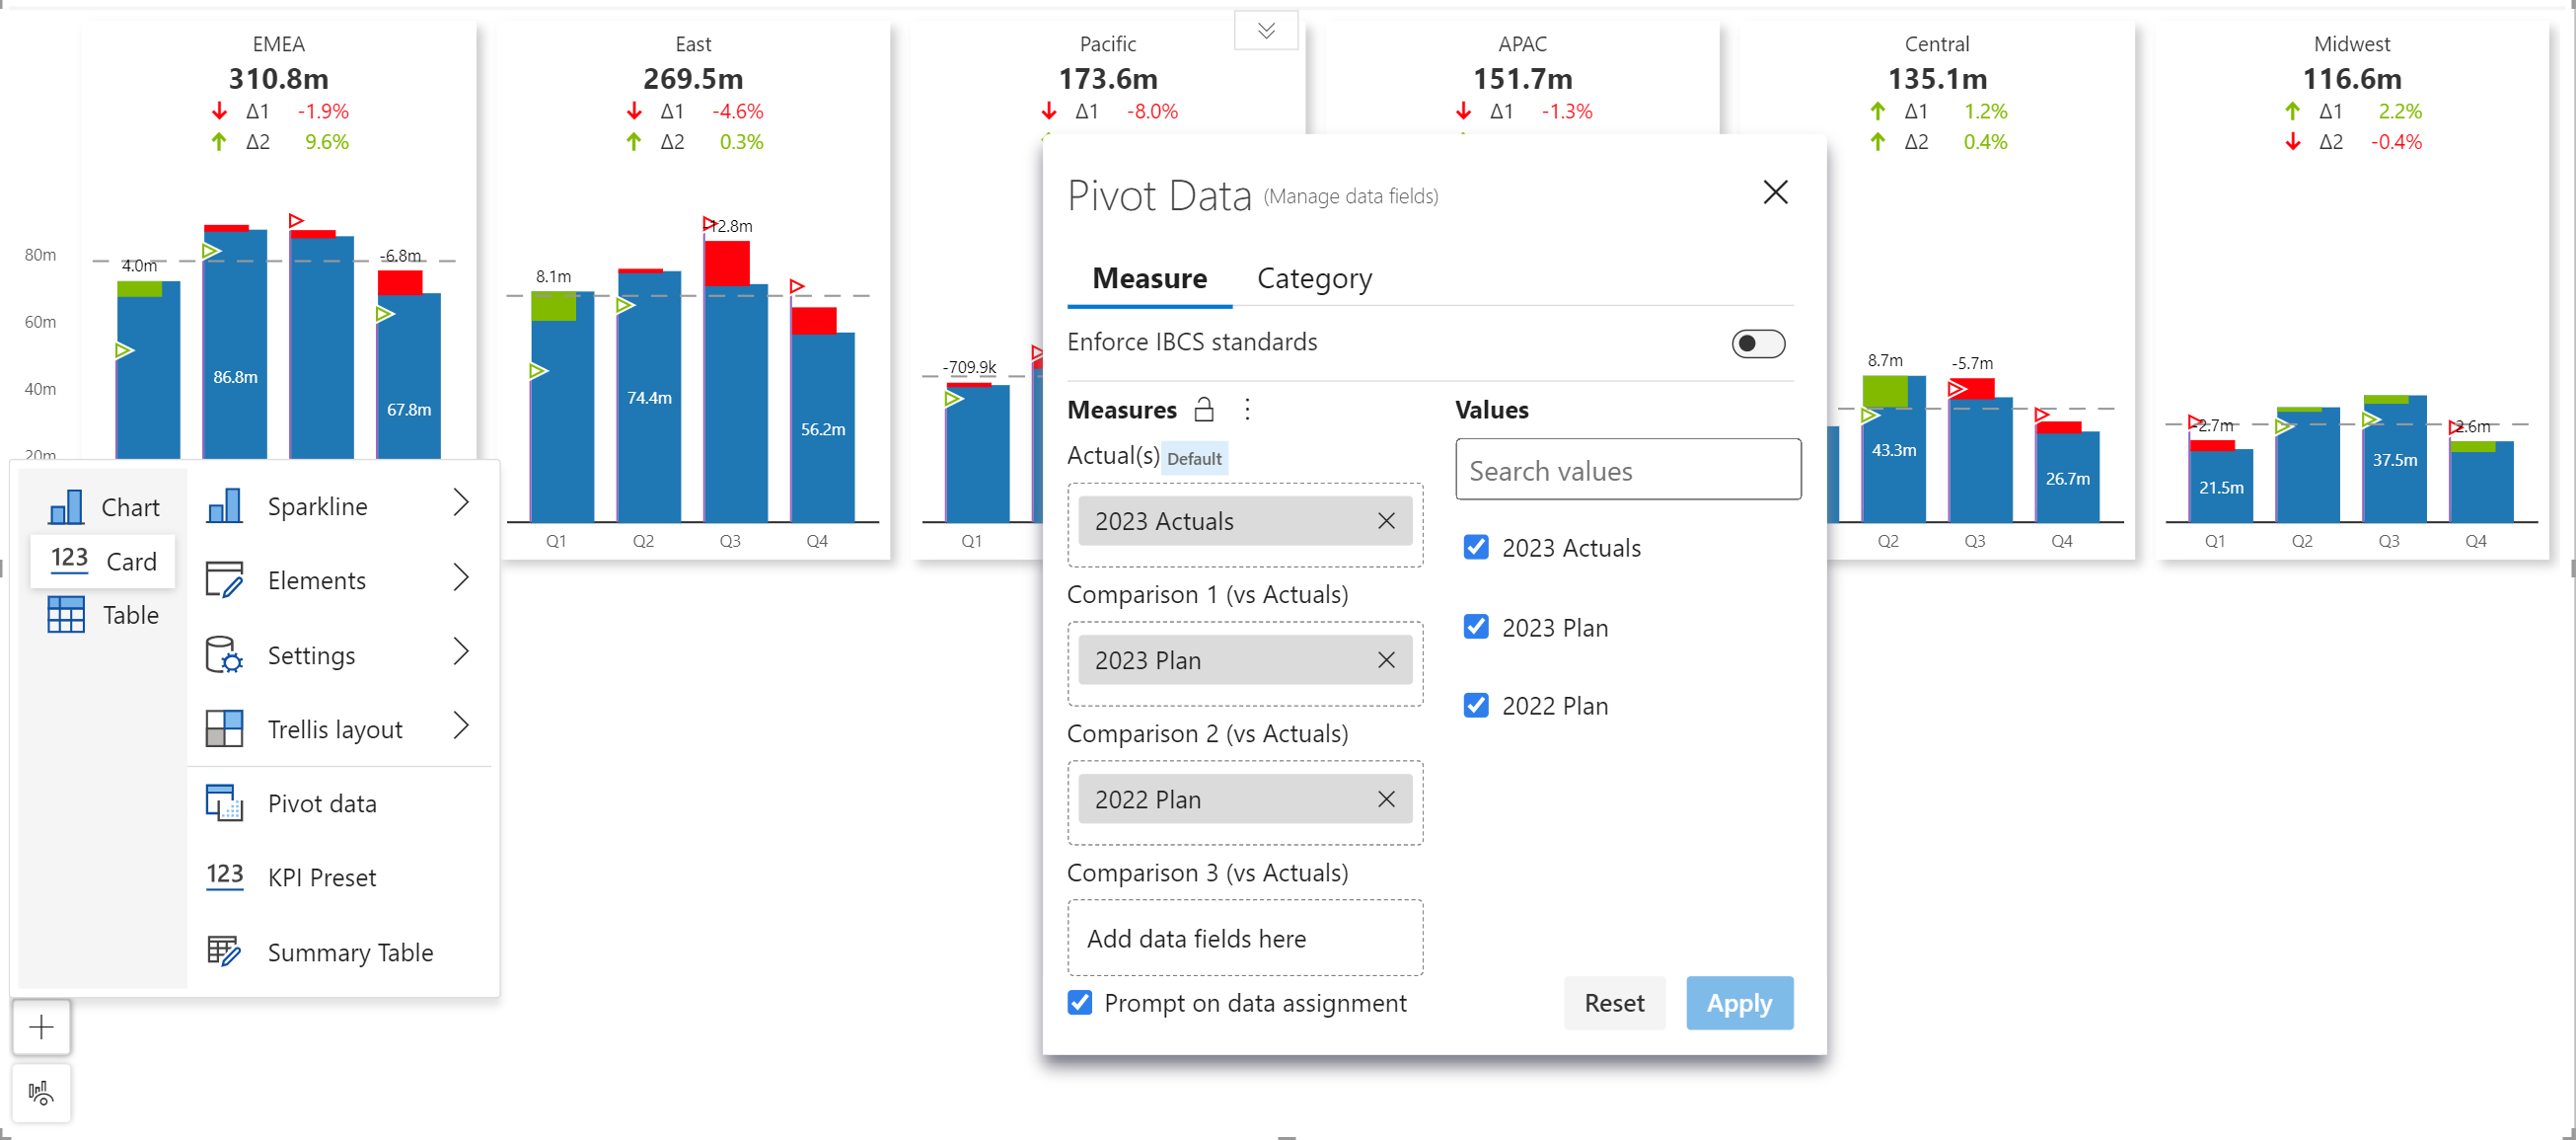 EMEA
310.8m
Δ1 -1.9%
Δ2 9.6%
East
269.5m
Δ1 -4.6%
Δ2 0.3%
Pacific
173.6m
Δ1 -8.0%
APAC
151.7m
Δ1 -1.3%
Central
135.1m
Δ1 1.2%
Δ2 0.4%
Midwest
116.6m
Δ1 2.2%
Δ2 -0.4%
80m
60m
40m
20m
4.0m
86.8m
-6.8m
67.8m
8.1m
74.4m
12.8m
56.2m
Q1 Q2 Q3 Q4
-709.9k
Q1
8.7m
43.3m
-5.7m
26.7m
Q2 Q3 Q4
-2.7m
21.5m
37.5m
2.6m
Q1 Q2 Q3 Q4
Chart
123 Card
Table
Sparkline
Elements
Settings
Trellis layout
Pivot data
123 KPI Preset
Summary Table
Pivot Data (Manage data fields)
Measure Category
Enforce IBCS standards
Measures
Actual(s) Default
2023 Actuals
Comparison 1 (vs Actuals)
2023 Plan
Comparison 2 (vs Actuals)
2022 Plan
Comparison 3 (vs Actuals)
Add data fields here
Values
Search values
2023 Actuals
2023 Plan
2022 Plan
Prompt on data assignment
Reset Apply